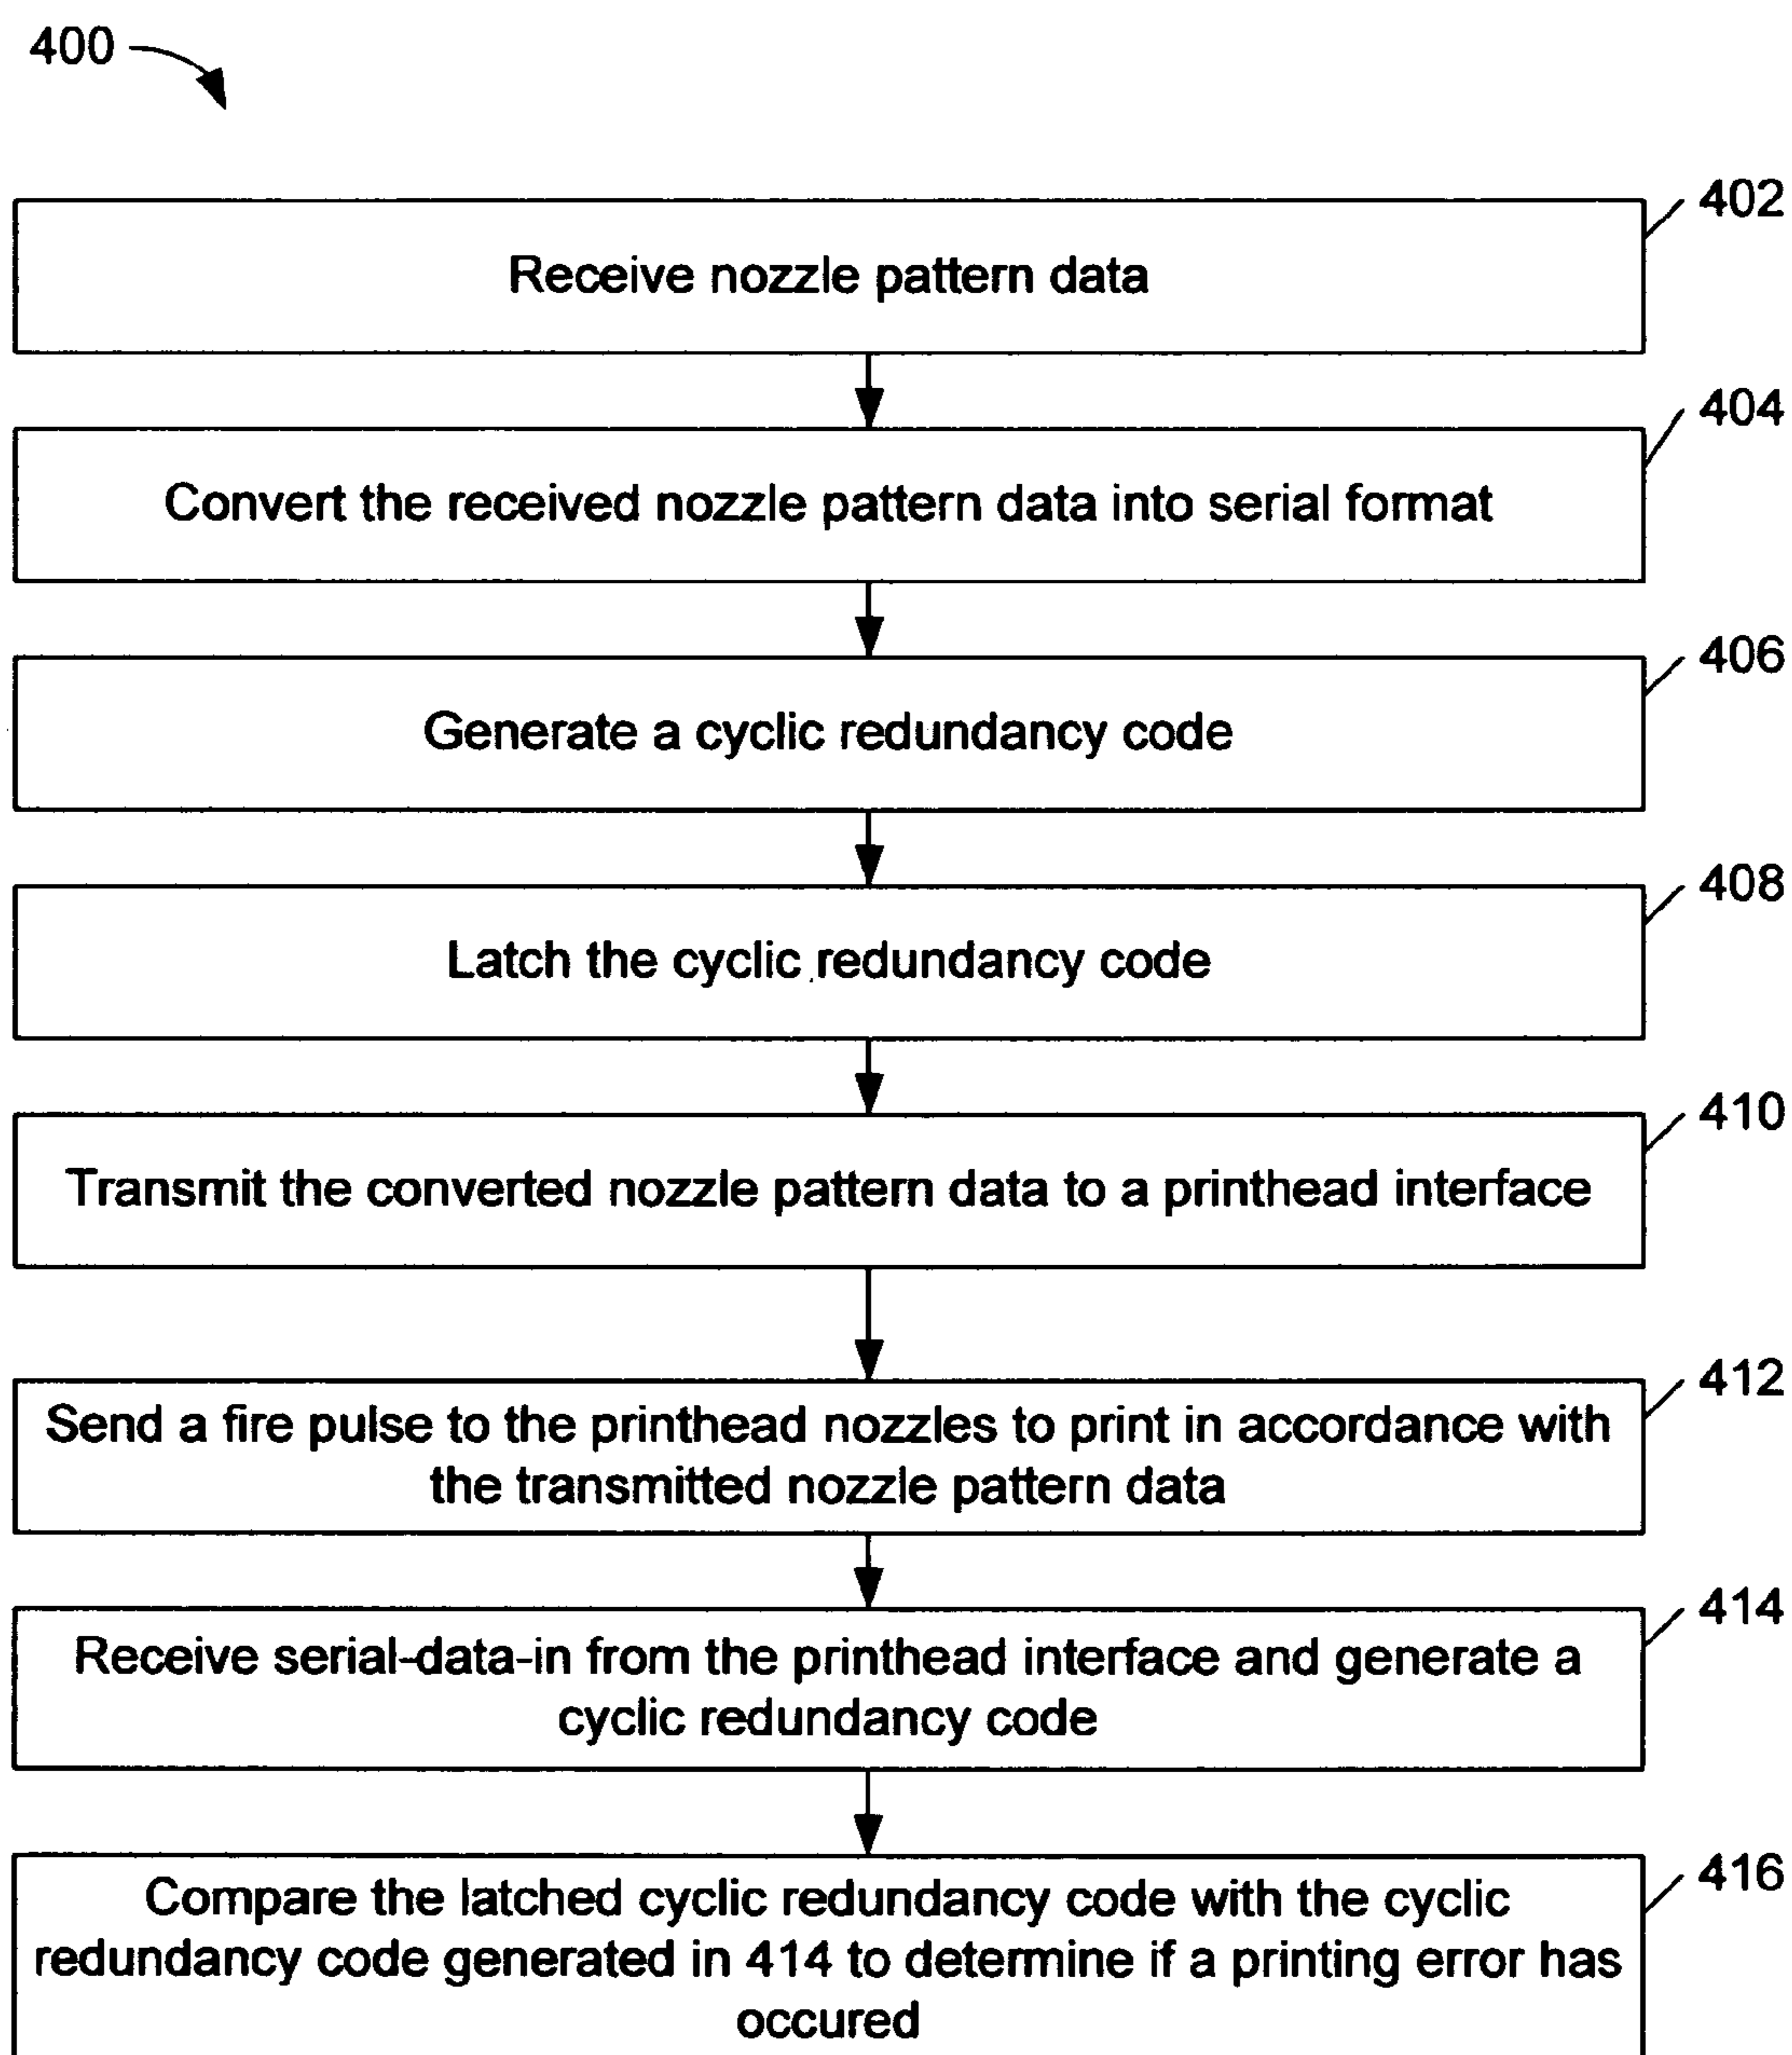 400
402
Receive nozzle pattern data
404
Convert the received nozzle pattern data into serial format
406
Generate a cyclic redundancy code
408
Latch the cyclic redundancy code
410
Transmit the converted nozzle pattern data to a printhead interface
412
Send a fire pulse to the printhead nozzles to print in accordance with
the transmitted nozzle pattern data
414
Receive serial-data-in from the printhead interface and generate a
cyclic redundancy code
416
Compare the latched cyclic redundancy code with the cyclic
redundancy code generated in 414 to determine if a printing error has
occured